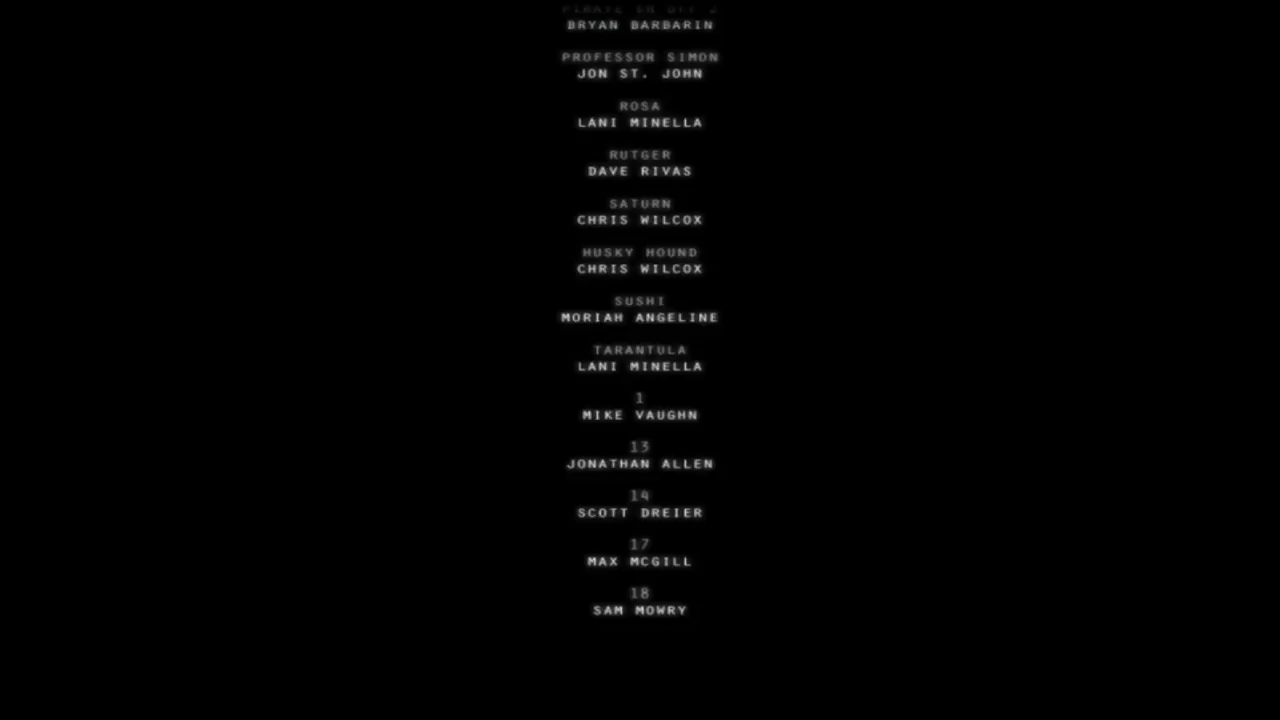 BRYAN BARBARIN
PROFESSOR SIMON
JON ST. JOHN
ROSA
LANI MINELLA
RUTGER
DAVE RIVAS
SATURN
CHRIS WILCOX
HUSKY HOUND
CHRIS WILCOX
SUSHI
MORIAH ANGELINE
TARANTULA
LANI MINELLA
1
MIKE VAUGHN
13
JONATHAN ALLEN
14
SCOTT DREIER
17
MAX MCGILL
18
SAM MOWRY